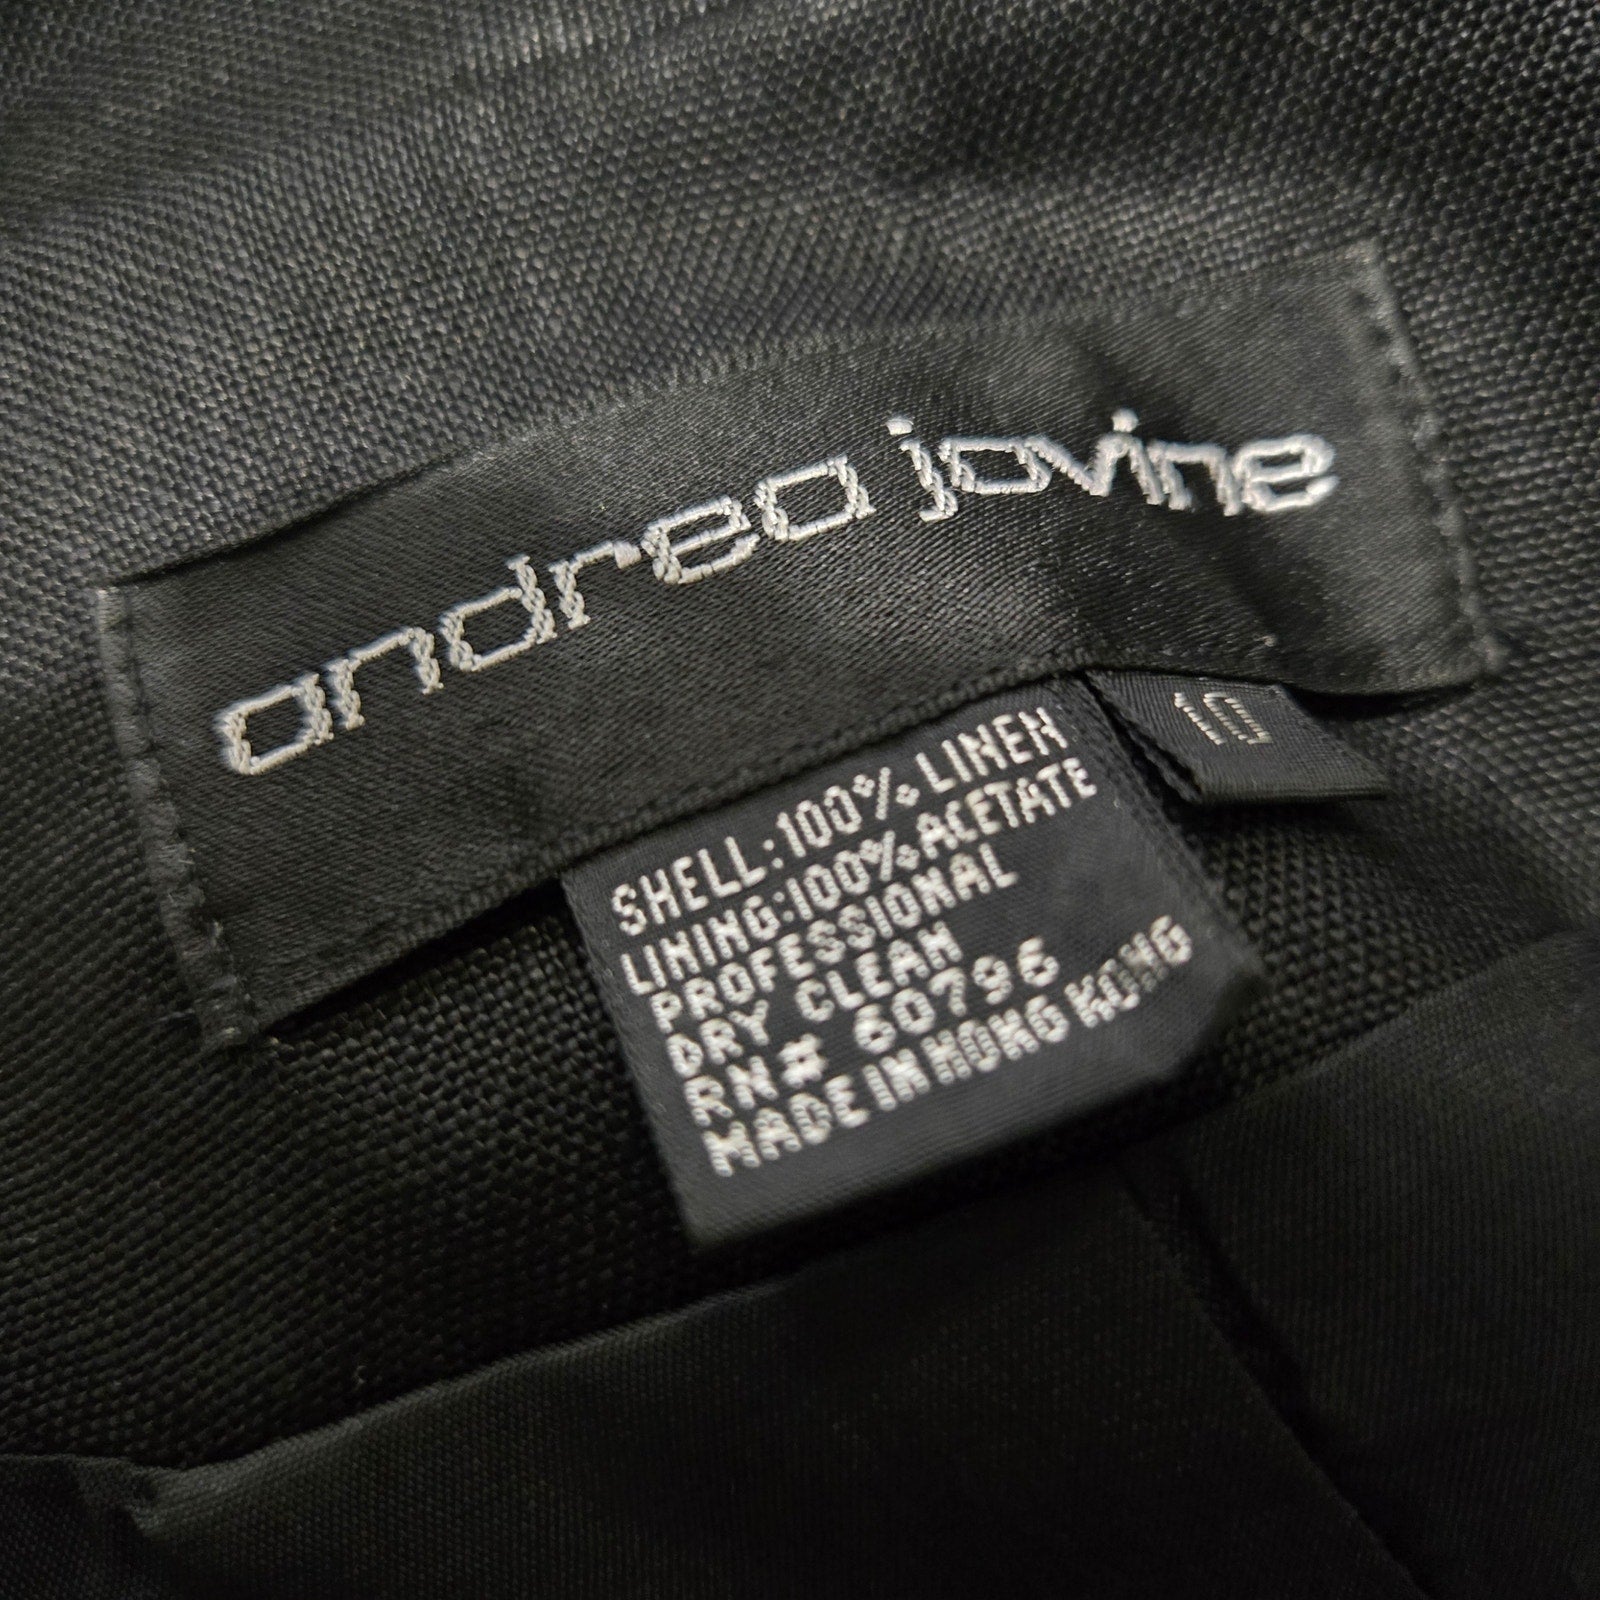 andrea jovine
10
SHELL:100% LINEN
LINING:100% ACETATE
PROFESSIONAL
DRY CLEAN
RN# 60796
MADE IN HONG KONG